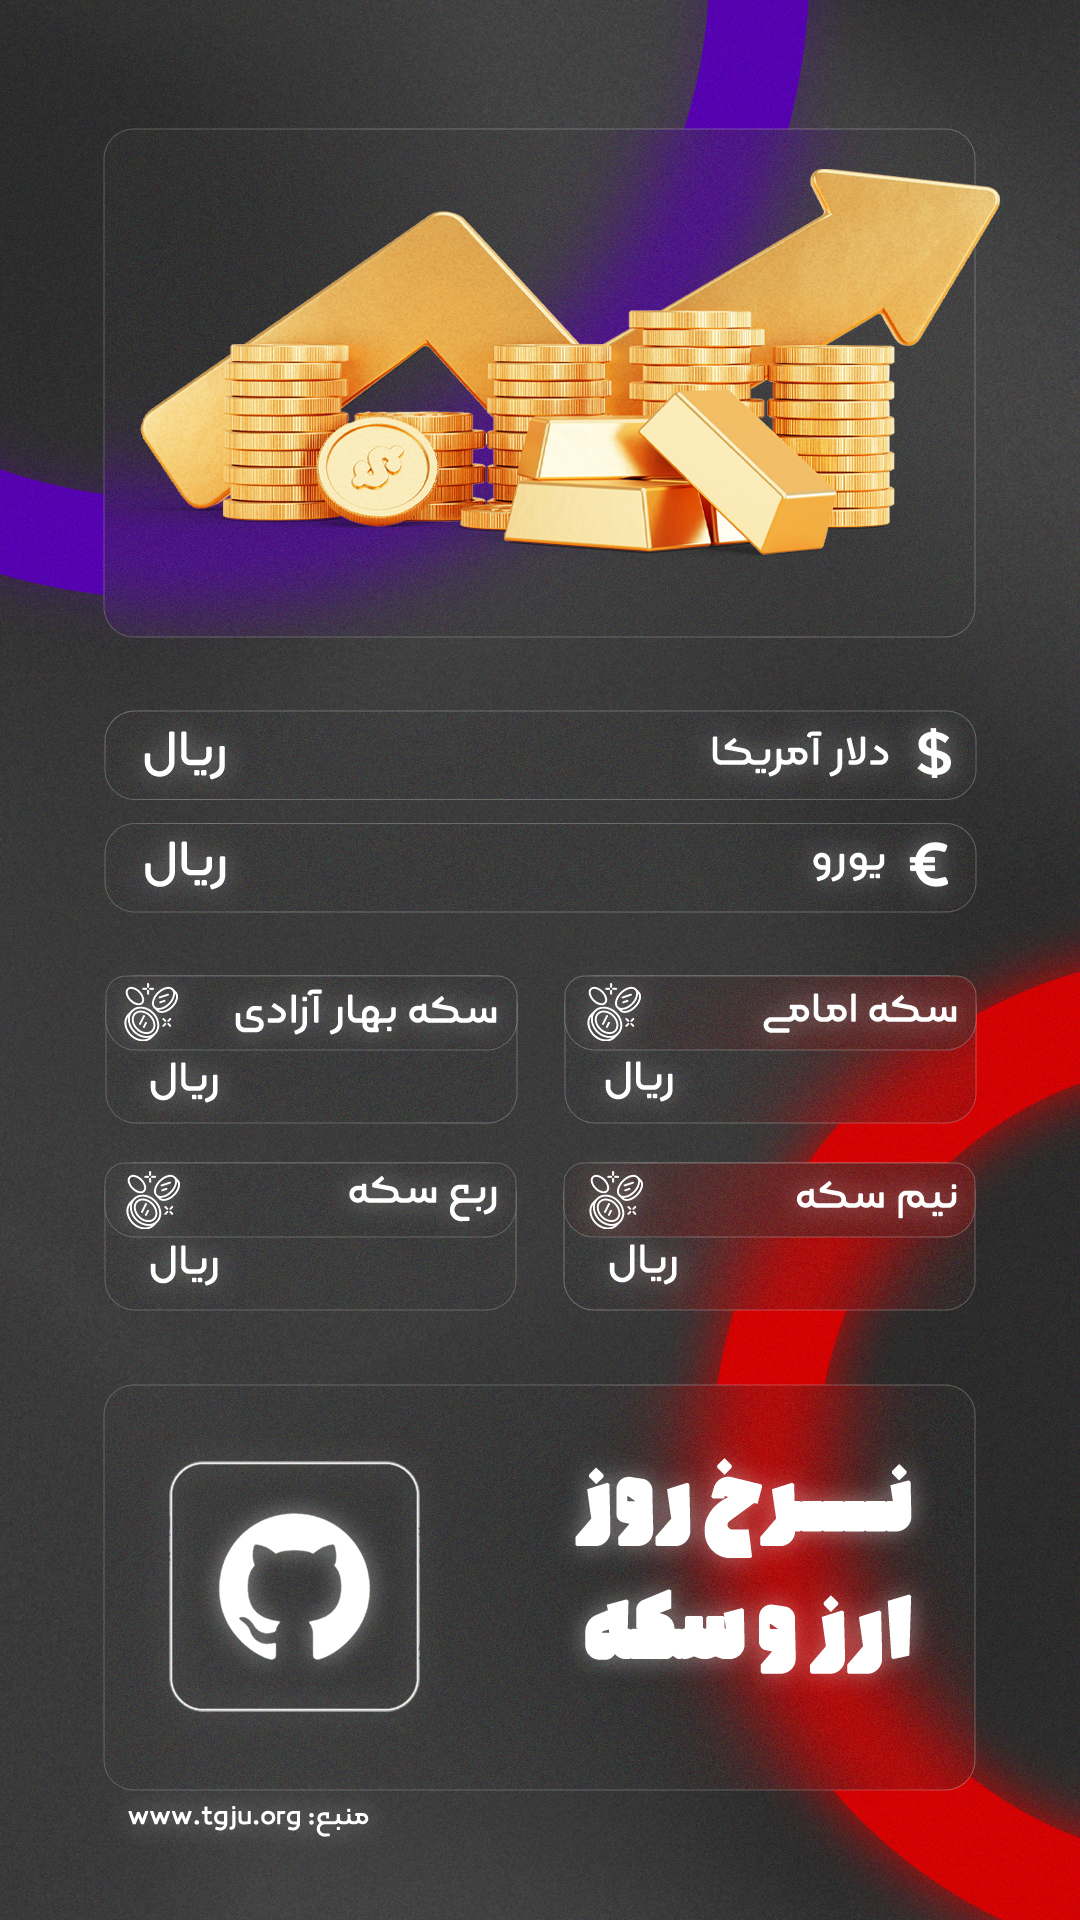 $ دلار آمریکا ریال
€ یورو ریال
سکه امامی
ریال
سکه بهار آزادی
ریال
نیم سکه
ریال
ربع سکه
ریال
نرخ روز
ارز و سکه
منبع: www.tgju.org